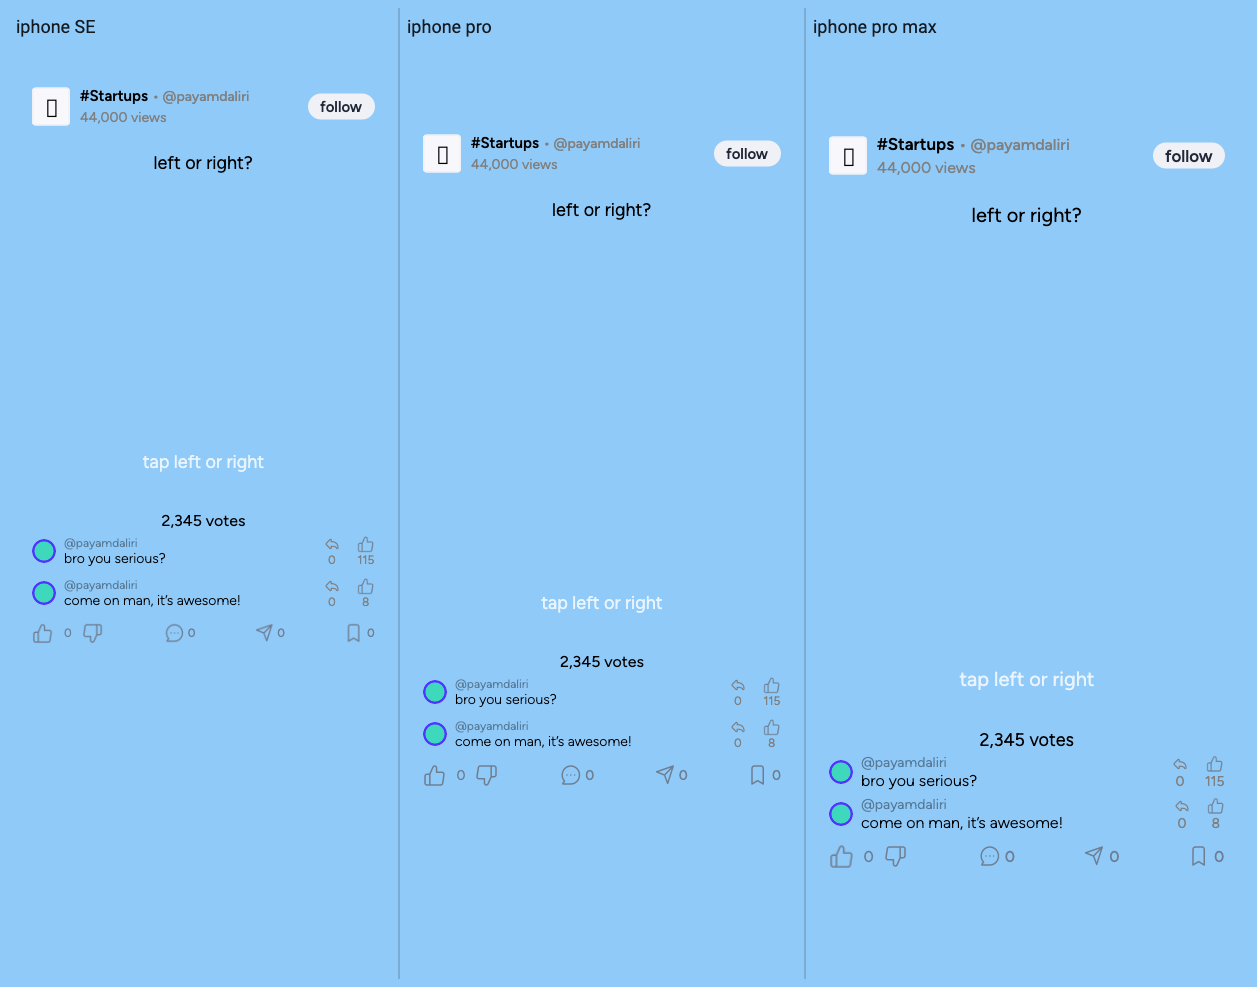 iphone SE
#Startups • @payamdaliri
44,000 views
follow
left or right?
tap left or right
2,345 votes
@payamdaliri
bro you serious?
0 115
@payamdaliri
come on man, it's awesome!
0 8
0 0 0 0
iphone pro
#Startups • @payamdaliri
44,000 views
follow
left or right?
tap left or right
2,345 votes
@payamdaliri
bro you serious?
0 115
@payamdaliri
come on man, it's awesome!
0 8
0 0 0 0
iphone pro max
#Startups • @payamdaliri
44,000 views
follow
left or right?
tap left or right
2,345 votes
@payamdaliri
bro you serious?
0 115
@payamdaliri
come on man, it's awesome!
0 8
0 0 0 0